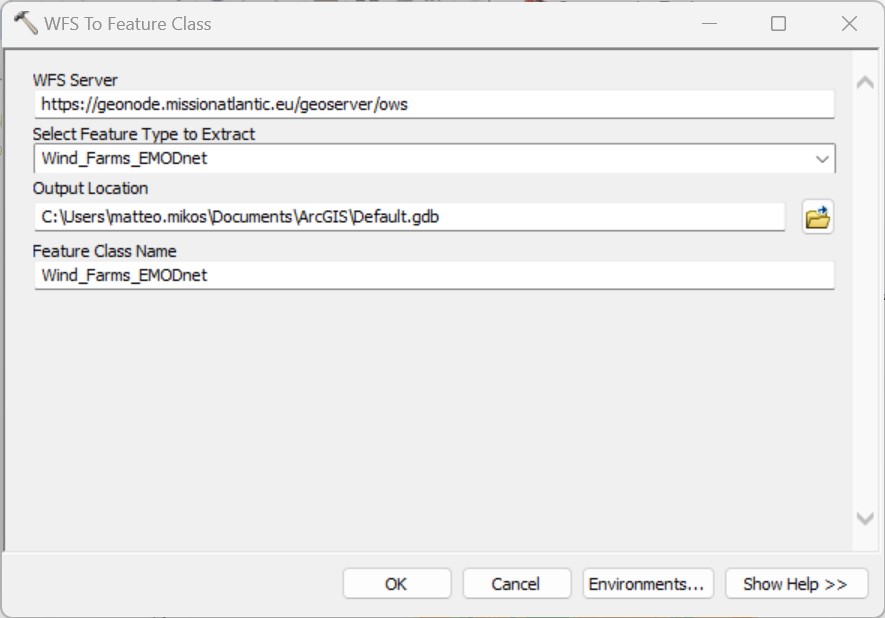 WFS To Feature Class
WFS Server
https://geonode.missionatlantic.eu/geoserver/ows
Select Feature Type to Extract
Wind_Farms_EMODnet
Output Location
C:\Users\matteo.mikos\Documents\ArcGIS\Default.gdb
Feature Class Name
Wind_Farms_EMODnet
OK Cancel Environments... Show Help >>